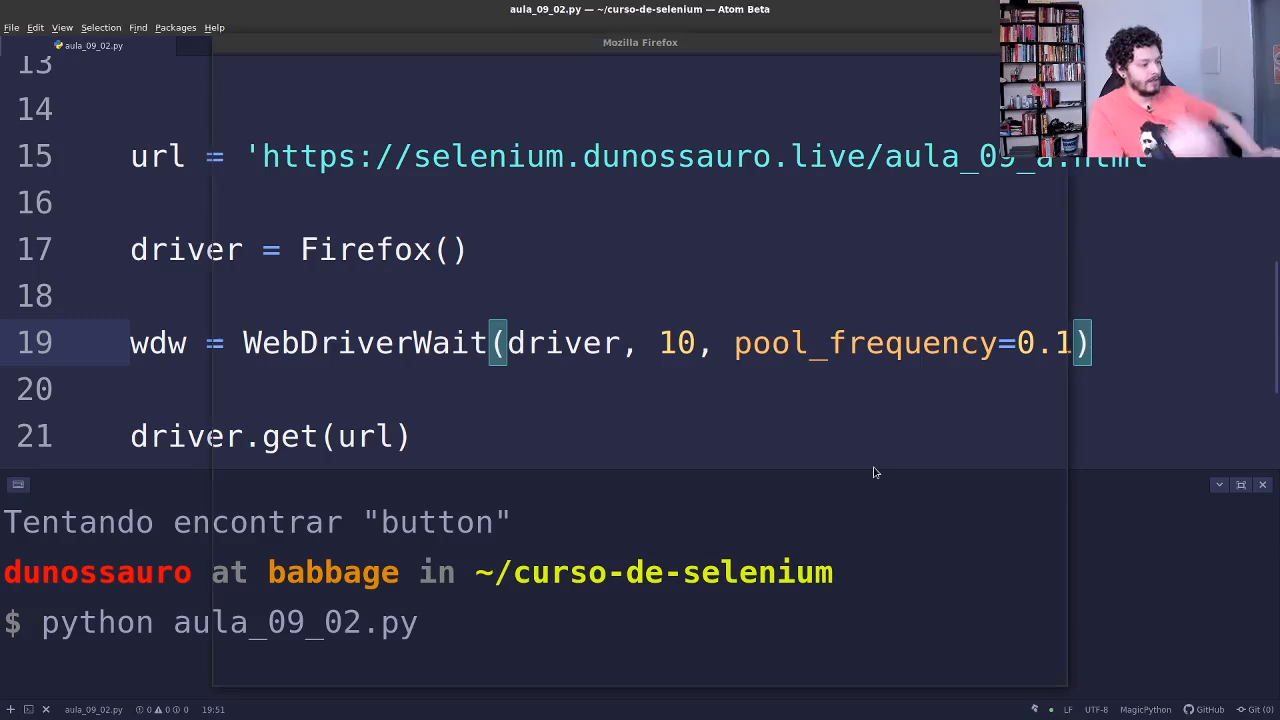 aula_09_02.py — ~/curso-de-selenium — Atom Beta
File Edit View Selection Find Packages Help
aula_09_02.py
Mozilla Firefox
13
14
15 url = 'https://selenium.dunossauro.live/aula_09_a.html
16
17 driver = Firefox()
18
19 wdw = WebDriverWait(driver, 10, pool_frequency=0.1)
20
21 driver.get(url)
Tentando encontrar "button"
dunossauro at babbage in ~/curso-de-selenium
$ python aula_09_02.py
aula_09_02.py 0 0 0 19:51 LF UTF-8 MagicPython GitHub Git (0)